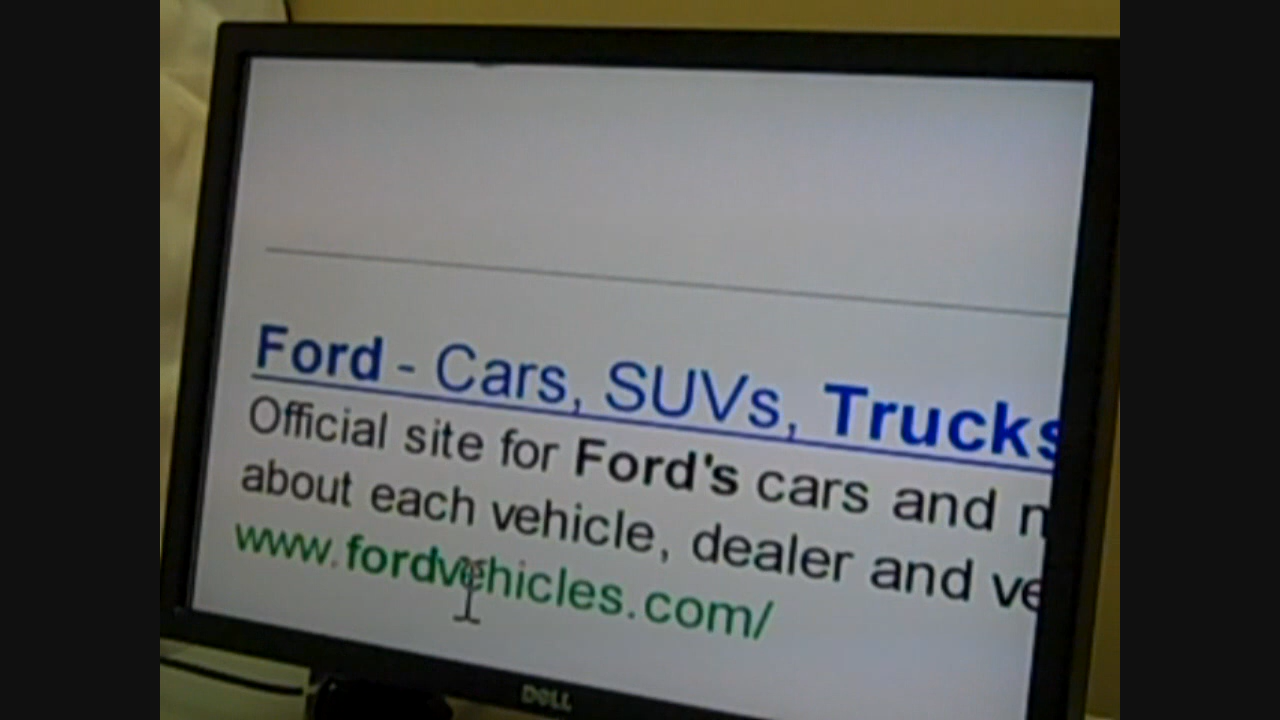 Ford - Cars, SUVs, Trucks
Official site for Ford's cars and
about each vehicle, dealer and
www.fordvehicles.com/
DELL